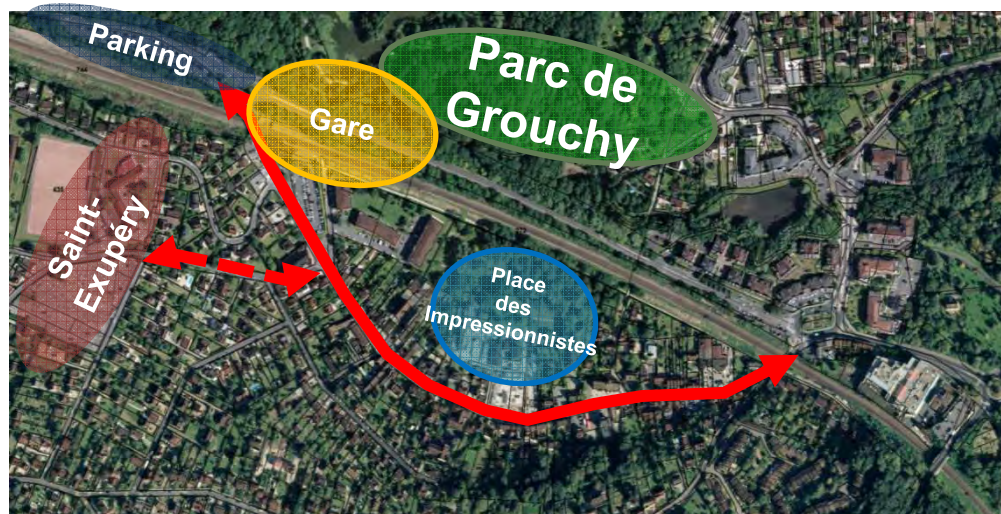 Parking
Gare
Parc de
Grouchy
Saint-
Exupéry
Place
des
Impressionnistes